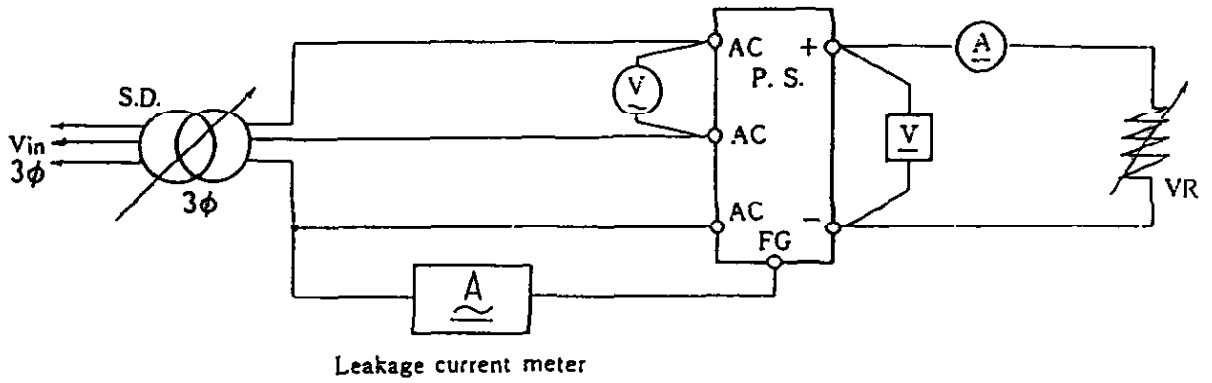 S.D.
Vin
3ϕ
3ϕ
AC
P. S.
+
V
AC
AC
FG
−
A
V
VR
A
Leakage current meter